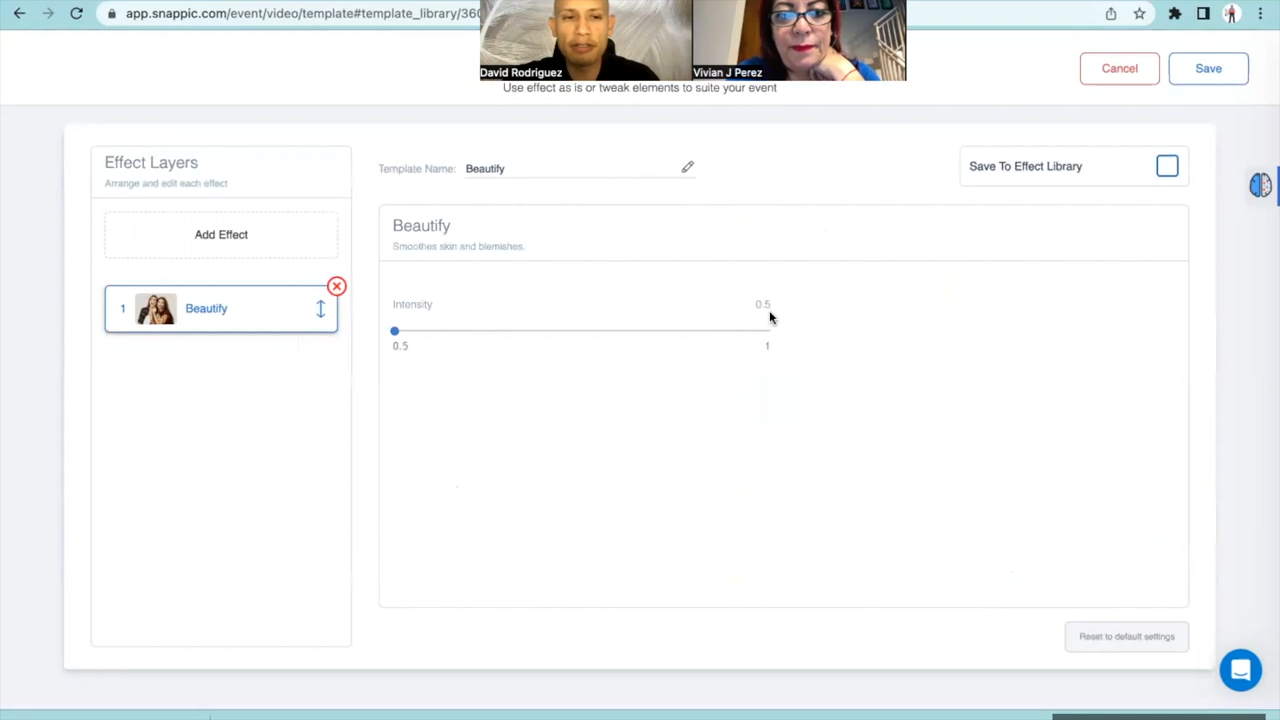 app.snappic.com/event/video/template#template_library/360
David Rodriguez
Vivian J Perez
Use effect as is or tweak elements to suite your event
Cancel
Save
Effect Layers
Arrange and edit each effect
Add Effect
1
Beautify
Template Name:
Beautify
Save To Effect Library
Beautify
Smoothes skin and blemishes.
Intensity
0.5
0.5
1
Reset to default settings